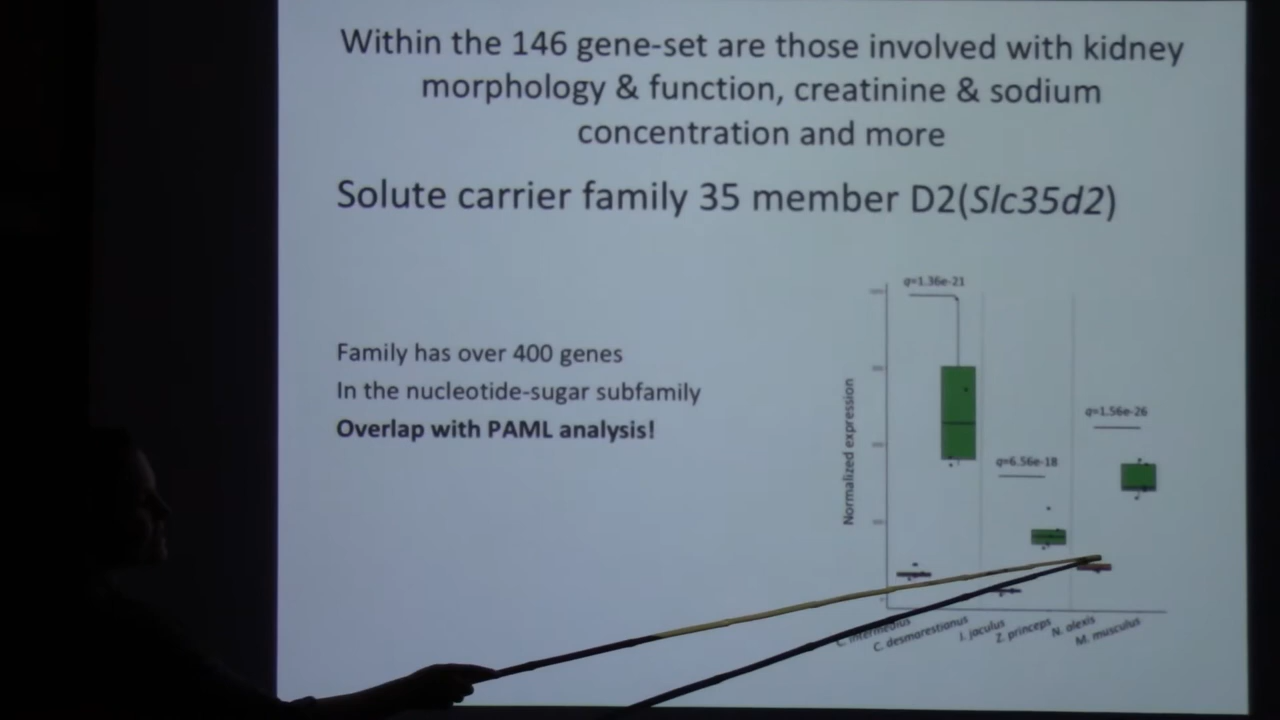 Within the 146 gene-set are those involved with kidney
morphology & function, creatinine & sodium
concentration and more
Solute carrier family 35 member D2(Slc35d2)
Family has over 400 genes
In the nucleotide-sugar subfamily
Overlap with PAML analysis!
Normalized expression
q=1.36e-21
q=6.56e-18
q=1.56e-26
C. intermedius
C. desmarestianus
J. jaculus
Z. princeps
N. alexis
M. musculus